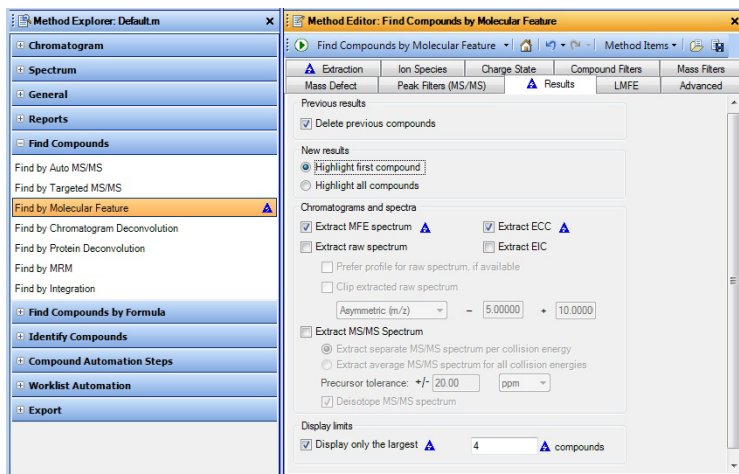 Method Explorer: Default.m
Chromatogram
Spectrum
General
Reports
Find Compounds
Find by Auto MS/MS
Find by Targeted MS/MS
Find by Molecular Feature
Find by Chromatogram Deconvolution
Find by Protein Deconvolution
Find by MRM
Find by Integration
Find Compounds by Formula
Identify Compounds
Compound Automation Steps
Worklist Automation
Export
Method Editor: Find Compounds by Molecular Feature
Find Compounds by Molecular Feature Method Items
Extraction Ion Species Charge State Compound Filters Mass Filters
Mass Defect Peak Filters (MS/MS) Results LMFE Advanced
Previous results
Delete previous compounds
New results
Highlight first compound
Highlight all compounds
Chromatograms and spectra
Extract MFE spectrum Extract ECC
Extract raw spectrum Extract EIC
Prefer profile for raw spectrum, if available
Clip extracted raw spectrum
Asymmetric (m/z) - 5.00000 + 10.0000
Extract MS/MS Spectrum
Extract separate MS/MS spectrum per collision energy
Extract average MS/MS spectrum for all collision energies
Precursor tolerance: +/- 20.00 ppm
Deisotope MS/MS spectrum
Display limits
Display only the largest 4 compounds